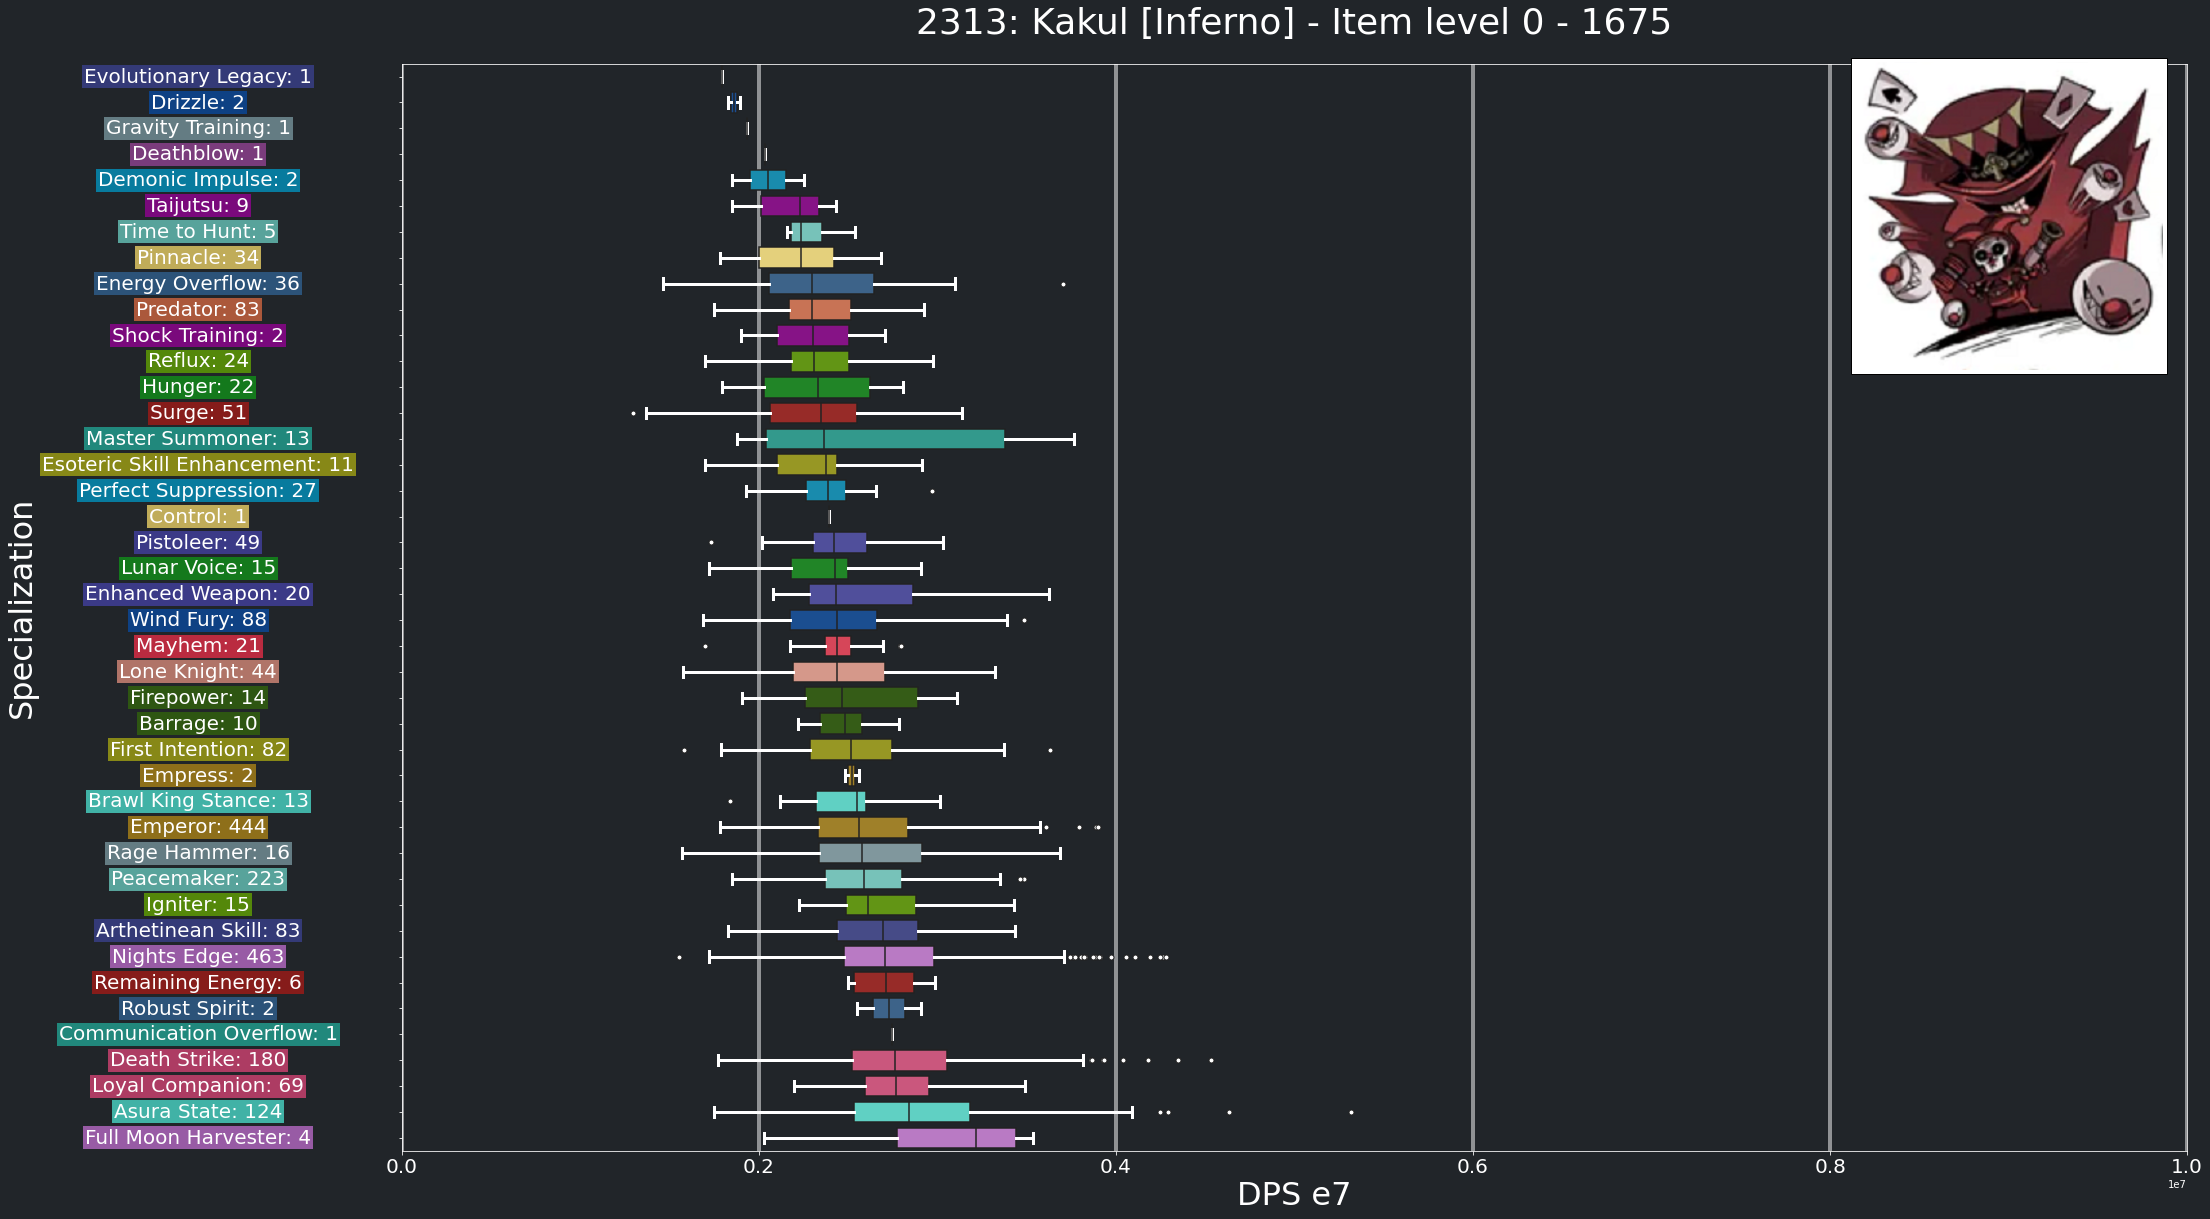 2313: Kakul [Inferno] - Item level 0 - 1675
Evolutionary Legacy: 1
Drizzle: 2
Gravity Training: 1
Deathblow: 1
Demonic Impulse: 2
Taijutsu: 9
Time to Hunt: 5
Pinnacle: 34
Energy Overflow: 36
Predator: 83
Shock Training: 2
Reflux: 24
Hunger: 22
Surge: 51
Master Summoner: 13
Esoteric Skill Enhancement: 11
Perfect Suppression: 27
Control: 1
Pistoleer: 49
Lunar Voice: 15
Enhanced Weapon: 20
Wind Fury: 88
Mayhem: 21
Lone Knight: 44
Firepower: 14
Barrage: 10
First Intention: 82
Empress: 2
Brawl King Stance: 13
Emperor: 444
Rage Hammer: 16
Peacemaker: 223
Igniter: 15
Arthetinean Skill: 83
Nights Edge: 463
Remaining Energy: 6
Robust Spirit: 2
Communication Overflow: 1
Death Strike: 180
Loyal Companion: 69
Asura State: 124
Full Moon Harvester: 4
Specialization
0.0 0.2 0.4 0.6 0.8 1.0
1e7
DPS e7